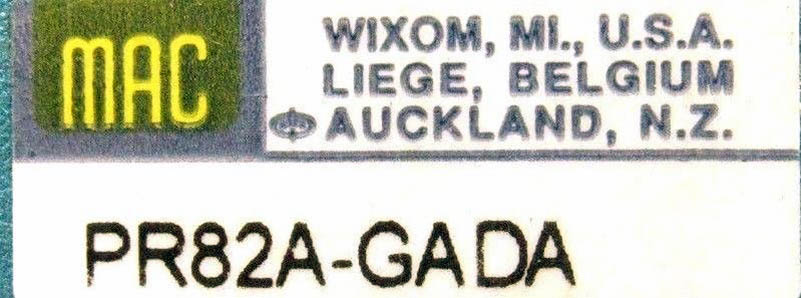 MAC
WIXOM, MI., U.S.A.
LIEGE, BELGIUM
AUCKLAND, N.Z.
PR82A-GADA